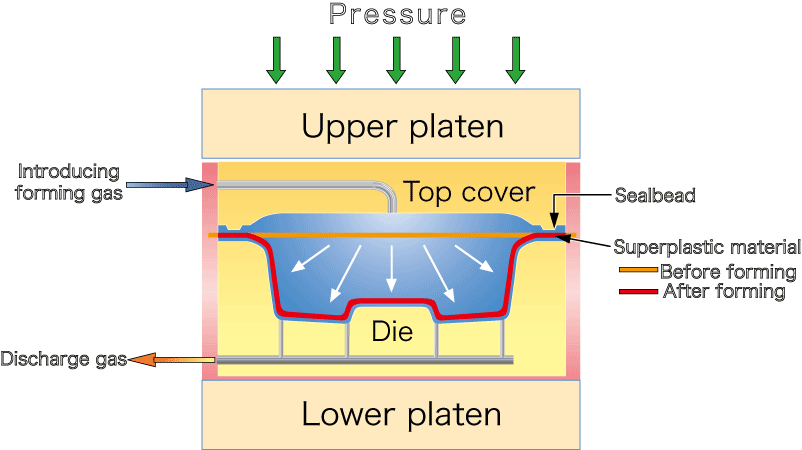 Pressure
Upper platen
Introducing
forming gas
Top cover
Sealbead
Superplastic material
Before forming
After forming
Die
Discharge gas
Lower platen